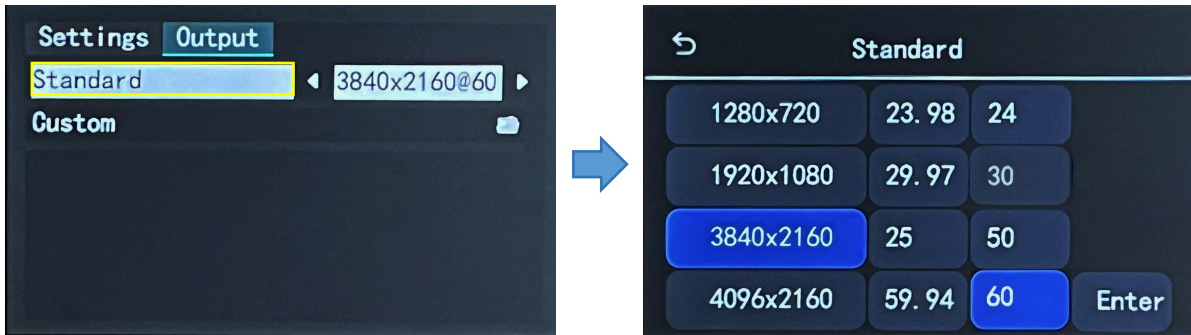 Settings Output
Standard 3840x2160@60
Custom
Standard
1280x720 23.98 24
1920x1080 29.97 30
3840x2160 25 50
4096x2160 59.94 60 Enter